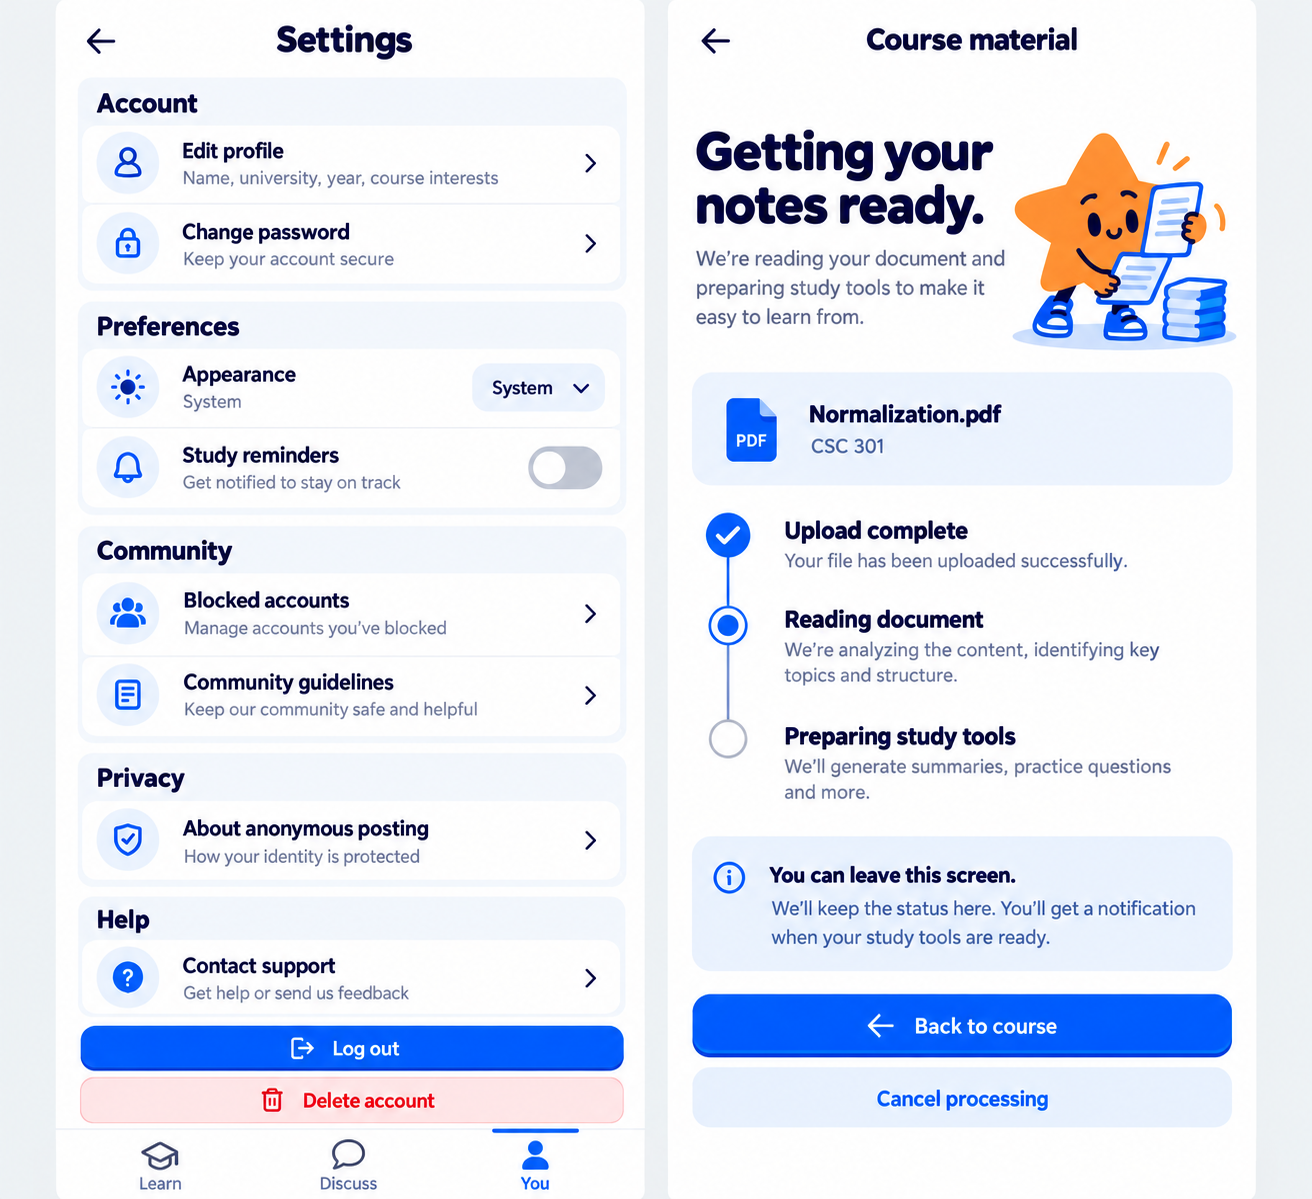 Settings
Account
Edit profile
Name, university, year, course interests
Change password
Keep your account secure
Preferences
Appearance
System
System
Study reminders
Get notified to stay on track
Community
Blocked accounts
Manage accounts you've blocked
Community guidelines
Keep our community safe and helpful
Privacy
About anonymous posting
How your identity is protected
Help
?
Contact support
Get help or send us feedback
Log out
Delete account
Learn
Discuss
You
Course material
Getting your
notes ready.
We're reading your document and
preparing study tools to make it
easy to learn from.
PDF
Normalization.pdf
CSC 301
Upload complete
Your file has been uploaded successfully.
Reading document
We're analyzing the content, identifying key
topics and structure.
Preparing study tools
We'll generate summaries, practice questions
and more.
i
You can leave this screen.
We'll keep the status here. You'll get a notification
when your study tools are ready.
Back to course
Cancel processing